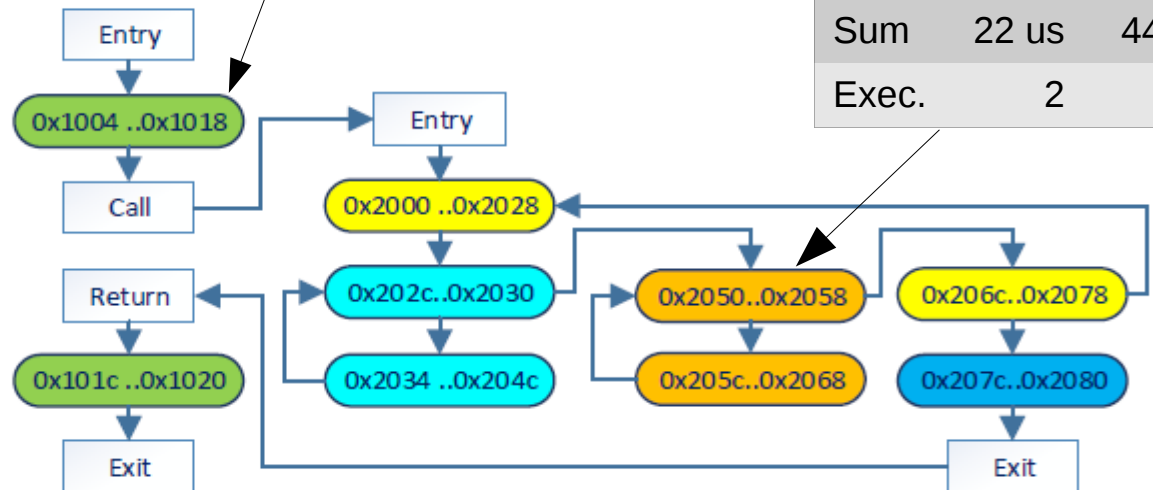 Sum 22 us 44
Exec. 2
Entry
0x1004 ..0x1018
Call
Entry
0x2000 ..0x2028
0x202c..0x2030
0x2034 ..0x204c
0x2050..0x2058
0x205c..0x2068
0x206c..0x2078
0x207c..0x2080
Exit
Return
0x101c ..0x1020
Exit